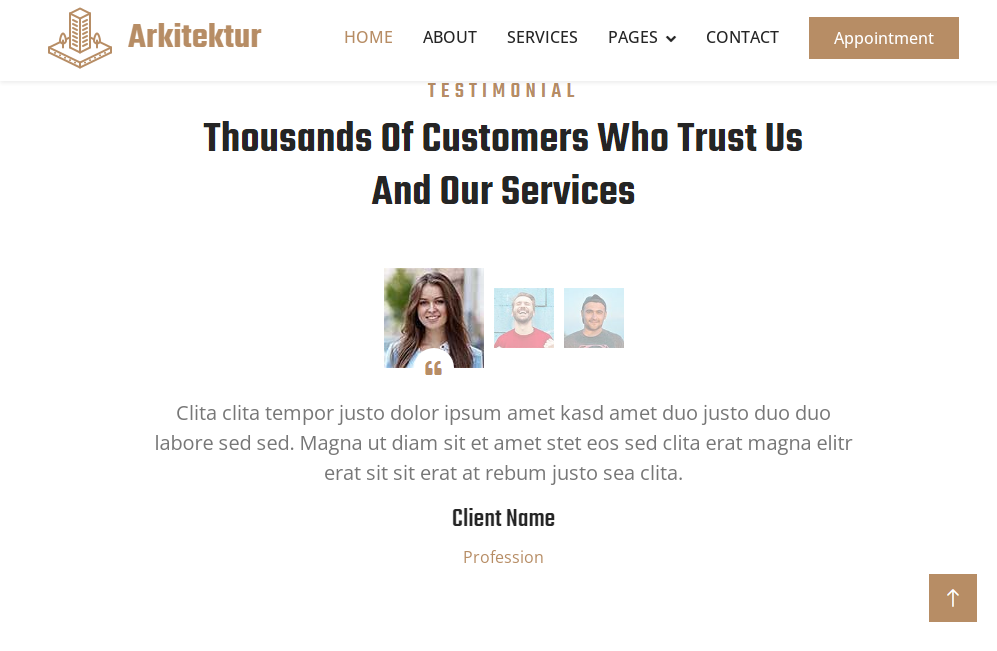 Arkitektur
HOME ABOUT SERVICES PAGES CONTACT Appointment
TESTIMONIAL
Thousands Of Customers Who Trust Us
And Our Services
Clita clita tempor justo dolor ipsum amet kasd amet duo justo duo duo
labore sed sed. Magna ut diam sit et amet stet eos sed clita erat magna elitr
erat sit sit erat at rebum justo sea clita.
Client Name
Profession